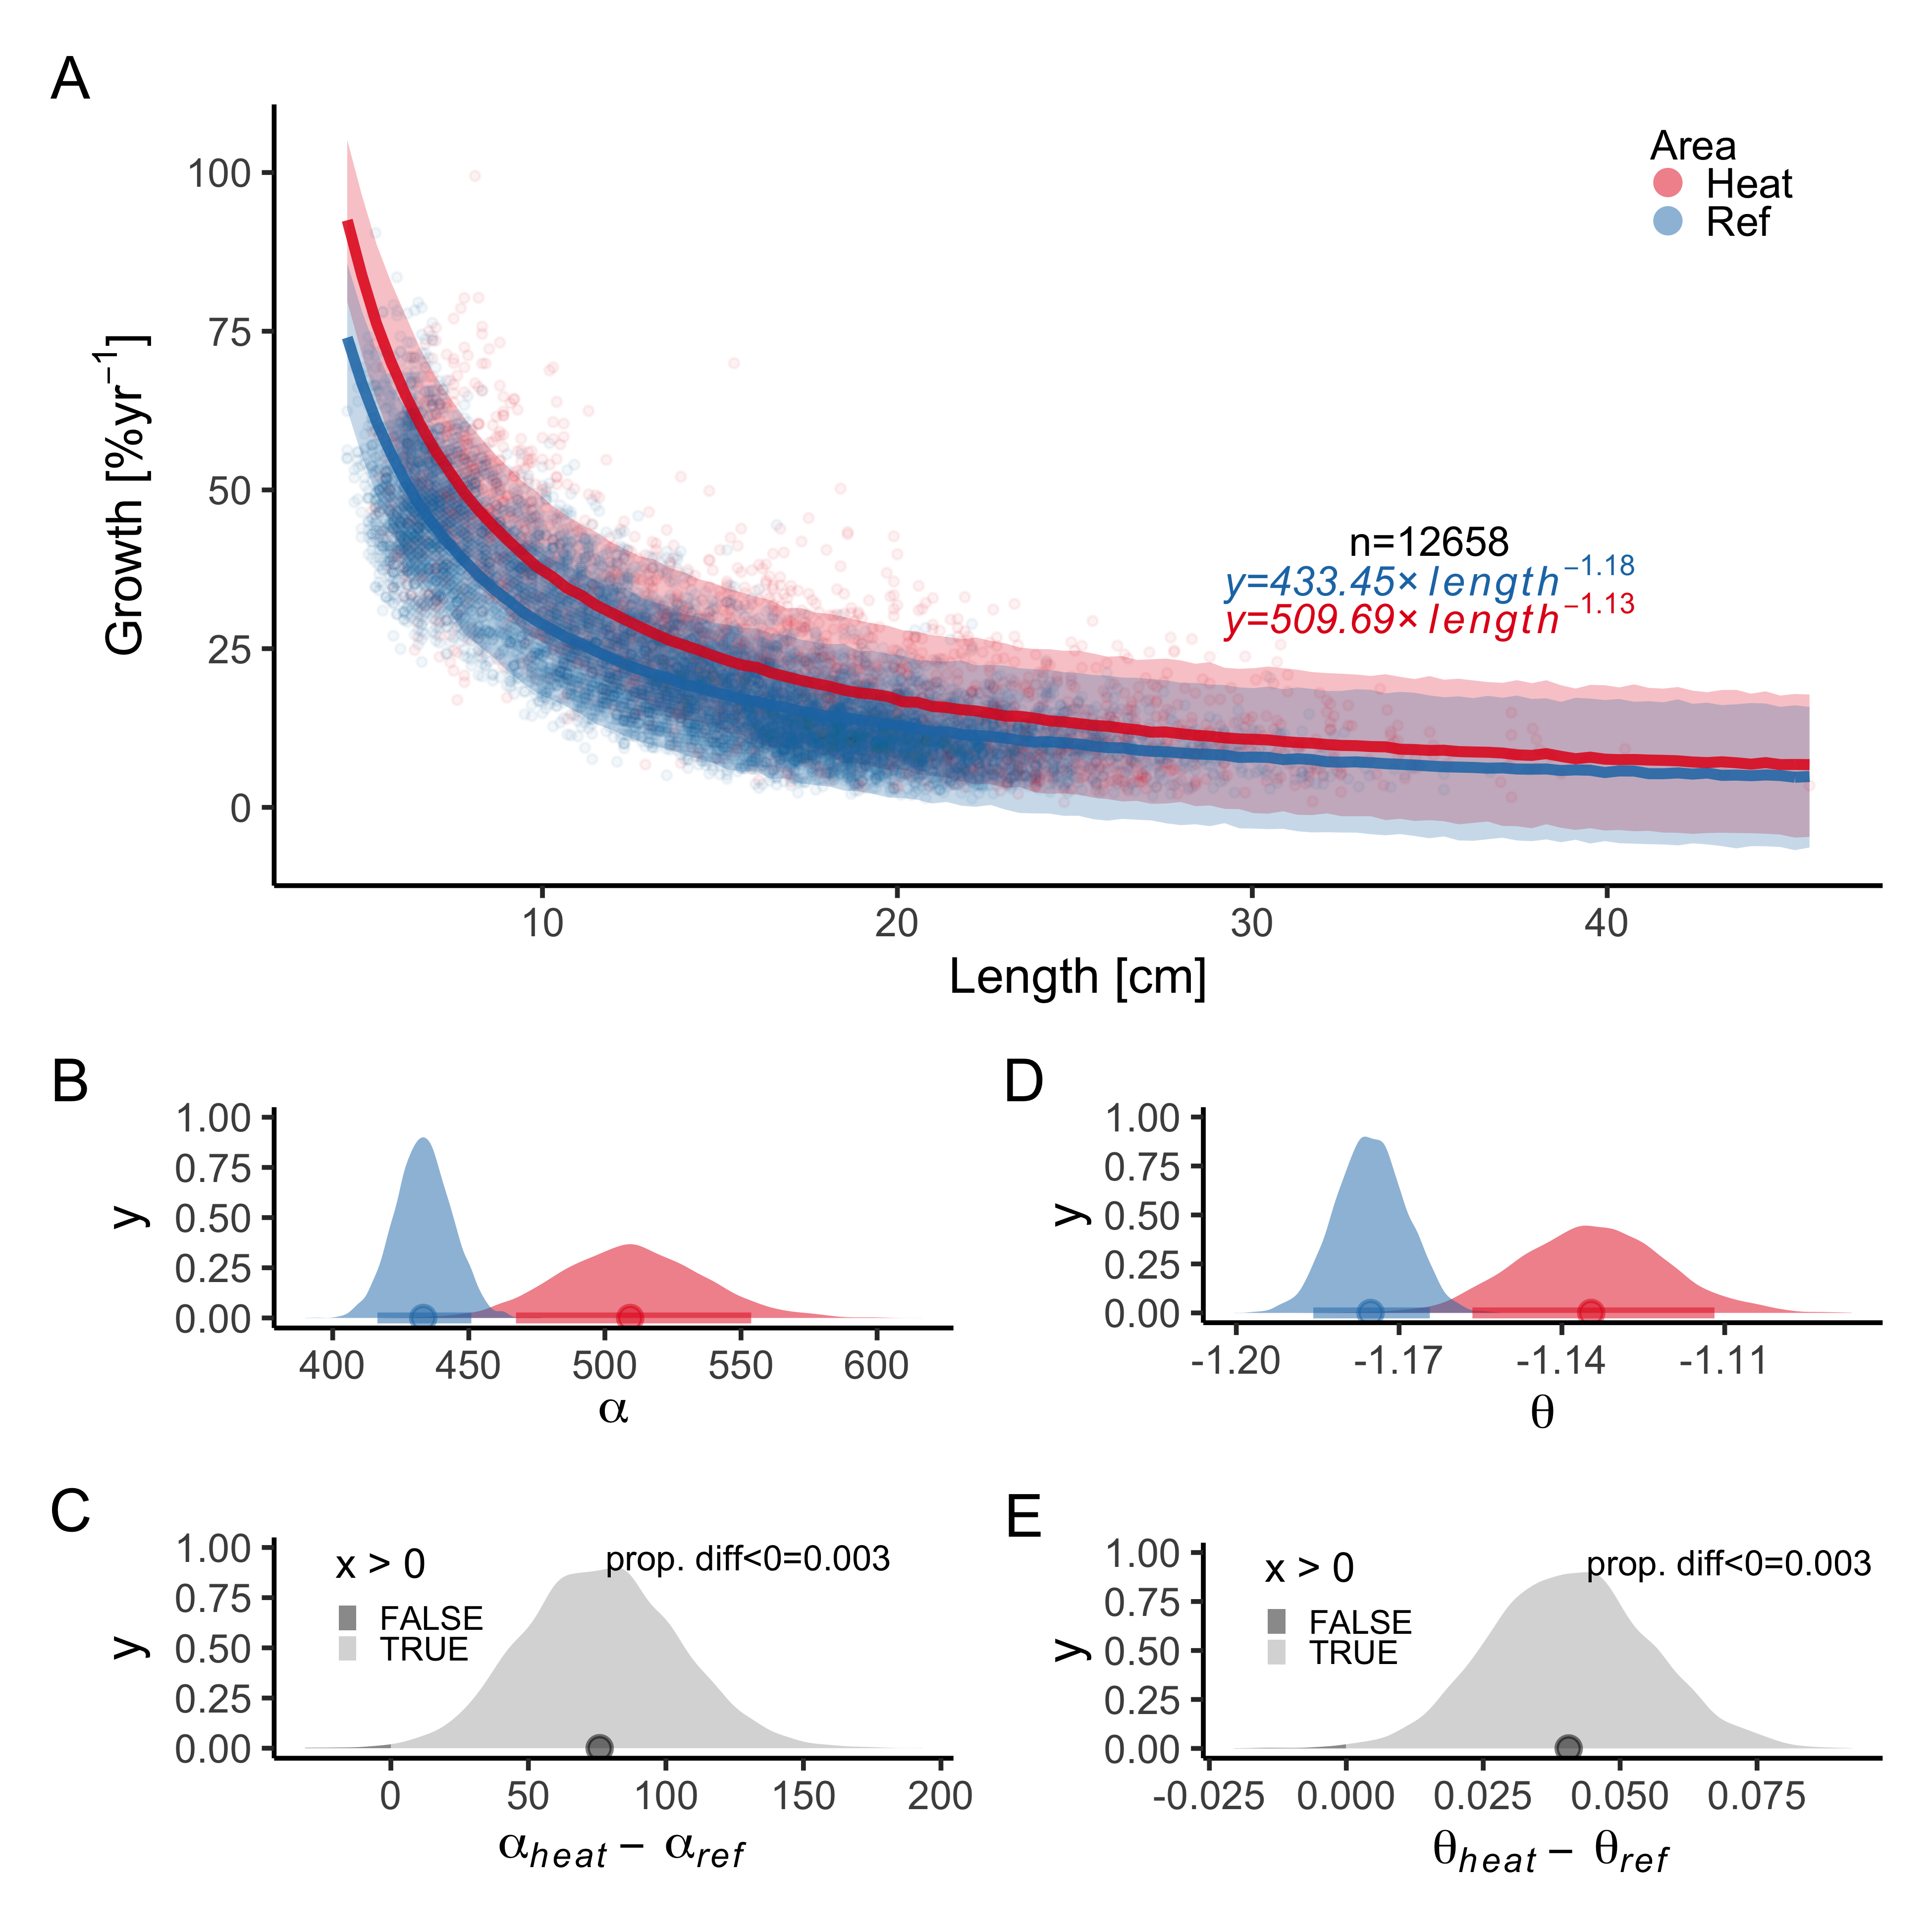 A
100
75
50
25
0
Growth [%yr⁻¹]
Area
Heat
Ref
n=12658
y=433.45× length⁻¹·¹⁸
y=509.69× length⁻¹·¹³
10 20 30 40
Length [cm]
B
1.00
0.75
0.50
0.25
0.00
y
400 450 500 550 600
α
D
1.00
0.75
0.50
0.25
0.00
y
-1.20 -1.17 -1.14 -1.11
θ
C
1.00
0.75
0.50
0.25
0.00
y
x > 0
FALSE
TRUE
prop. diff<0=0.003
0 50 100 150 200
α_heat − α_ref
E
1.00
0.75
0.50
0.25
0.00
y
x > 0
FALSE
TRUE
prop. diff<0=0.003
-0.025 0.000 0.025 0.050 0.075
θ_heat − θ_ref